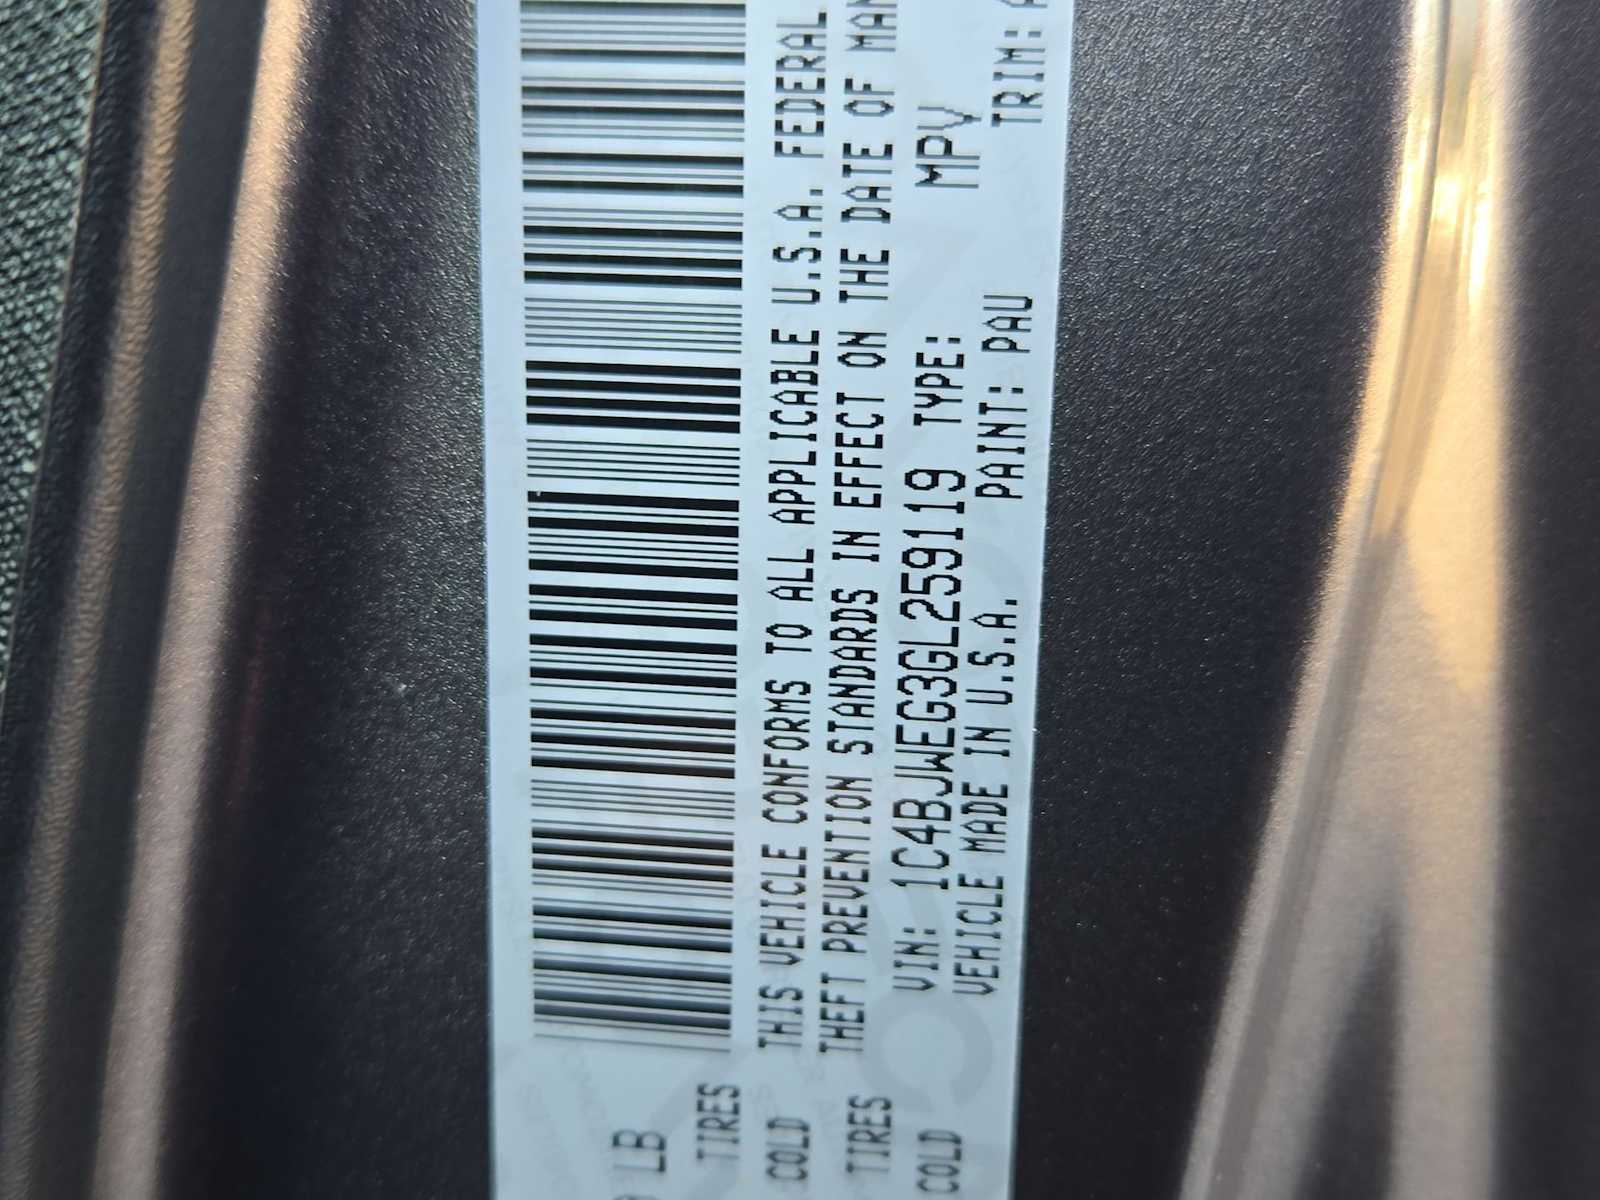 LB
TIRES
COLD
TIRES
COLD
THIS VEHICLE CONFORMS TO ALL APPLICABLE U.S.A. FEDERAL
THEFT PREVENTION STANDARDS IN EFFECT ON THE DATE OF MAN
VIN: 1C4BJWEG3GL259119 TYPE: MPV
VEHICLE MADE IN U.S.A. PAINT: PAU TRIM: